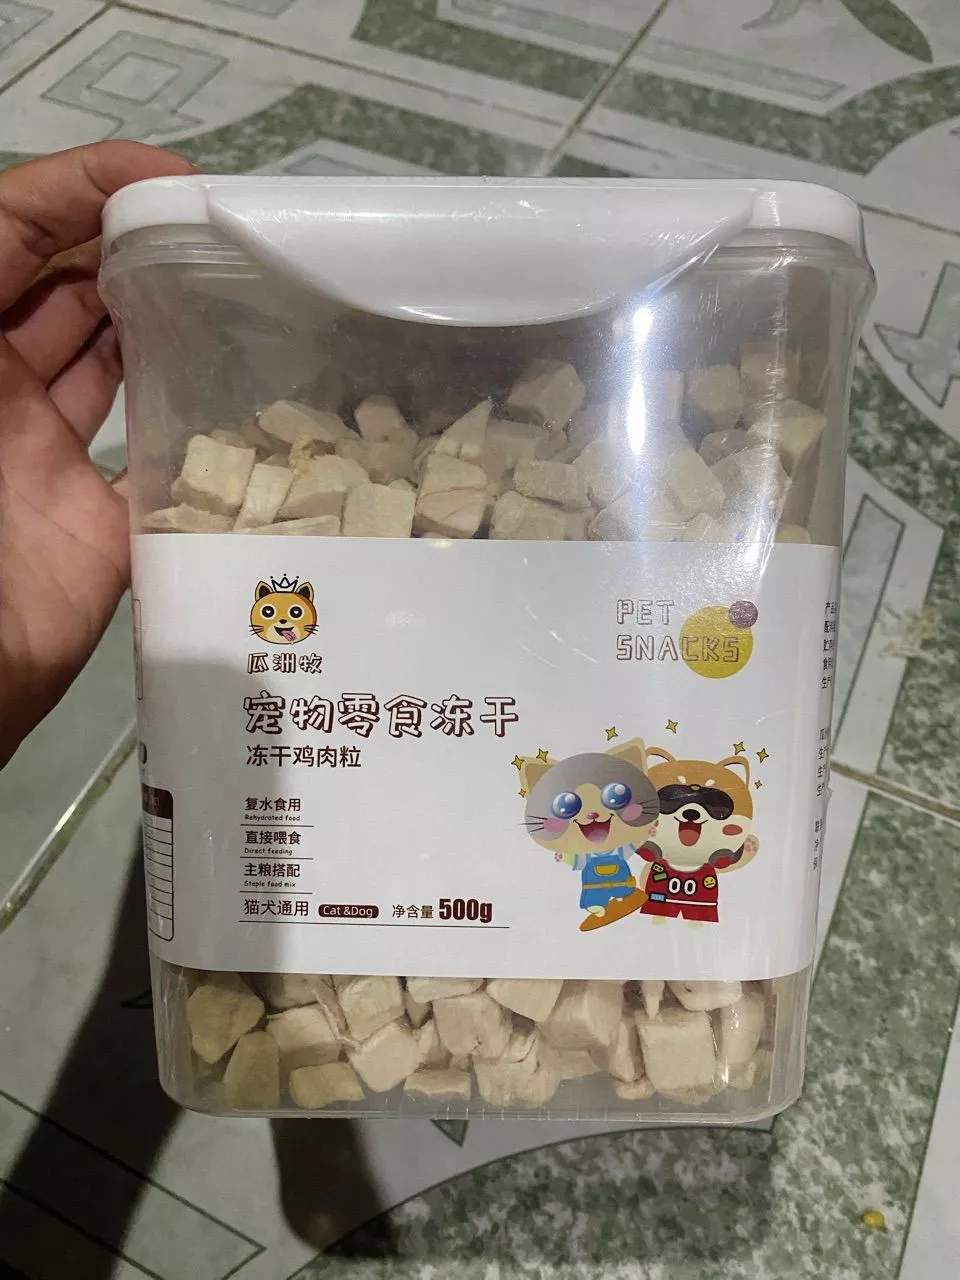 瓜洲牧
PET
SNACKS
宠物零食冻干
冻干鸡肉粒
复水食用
Rehydrated food
直接喂食
Direct feeding
主粮搭配
Staple food mix
猫犬通用 Cat &Dog 净含量 500g
00